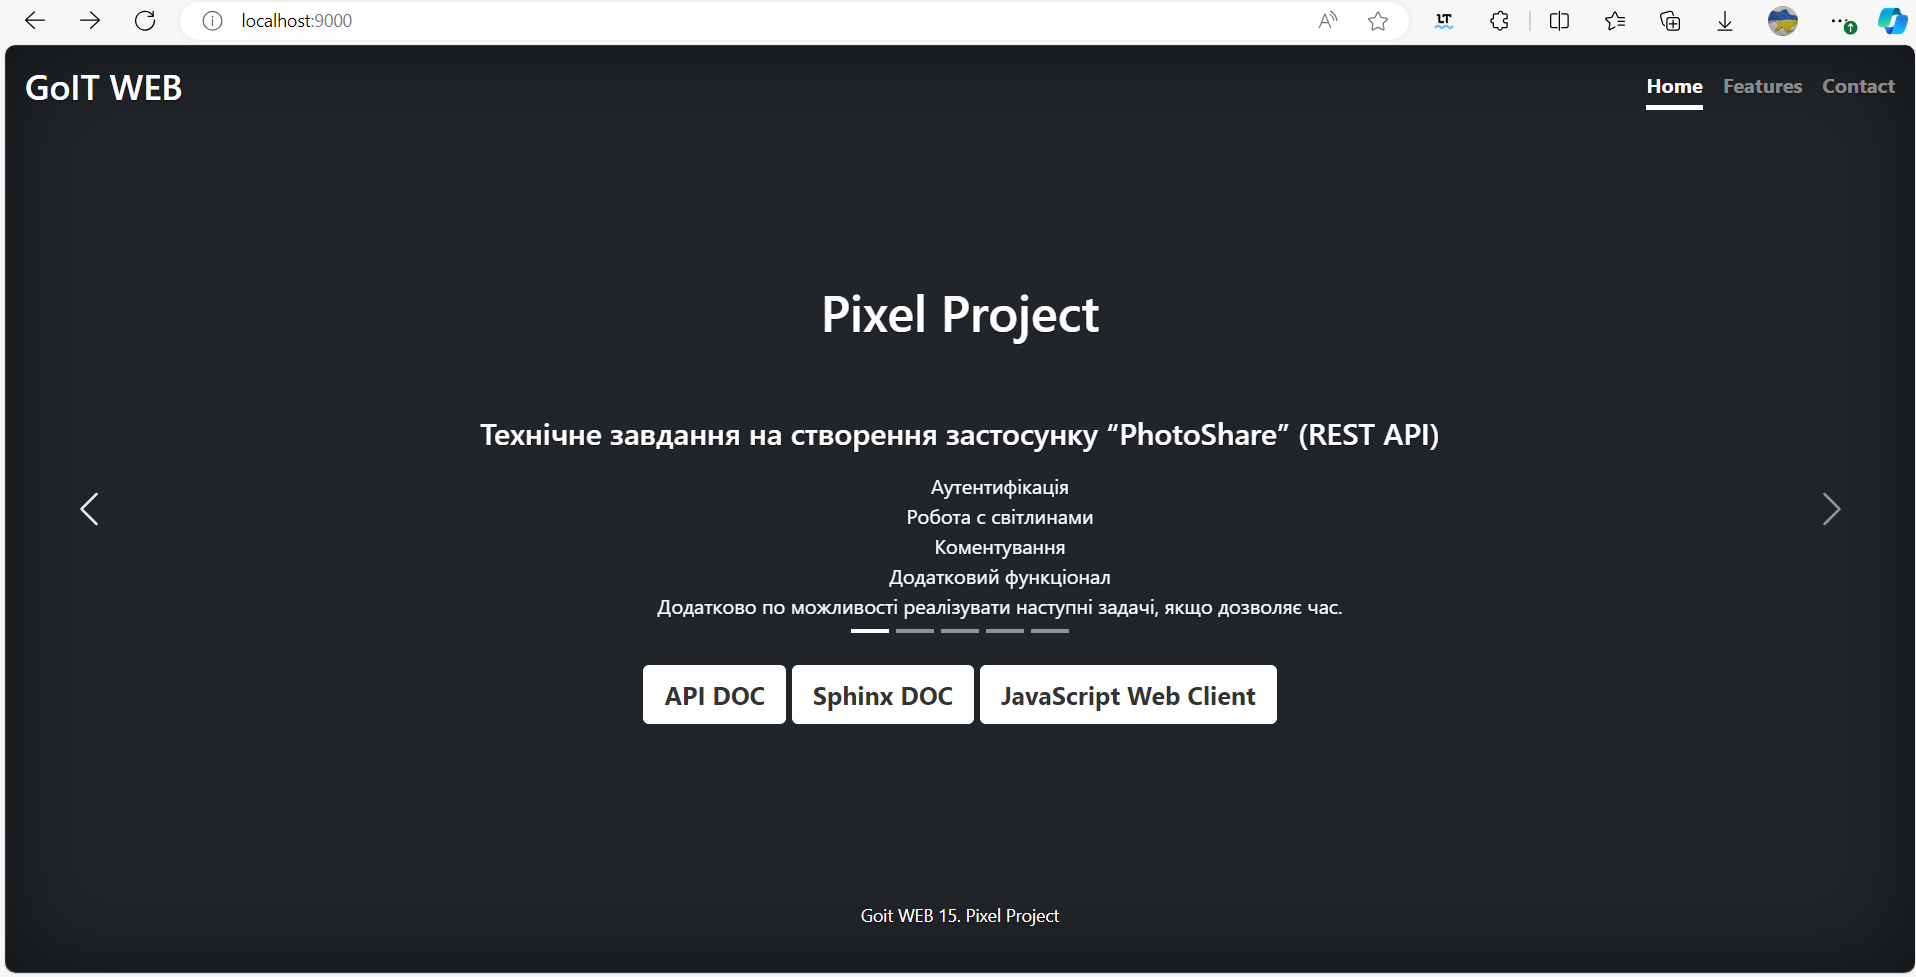 localhost:9000
GoIT WEB
Home Features Contact
Pixel Project
Технічне завдання на створення застосунку “PhotoShare” (REST API)
Аутентифікація
Робота с світлинами
Коментування
Додатковий функціонал
Додатково по можливості реалізувати наступні задачі, якщо дозволяє час.
API DOC Sphinx DOC JavaScript Web Client
Goit WEB 15. Pixel Project